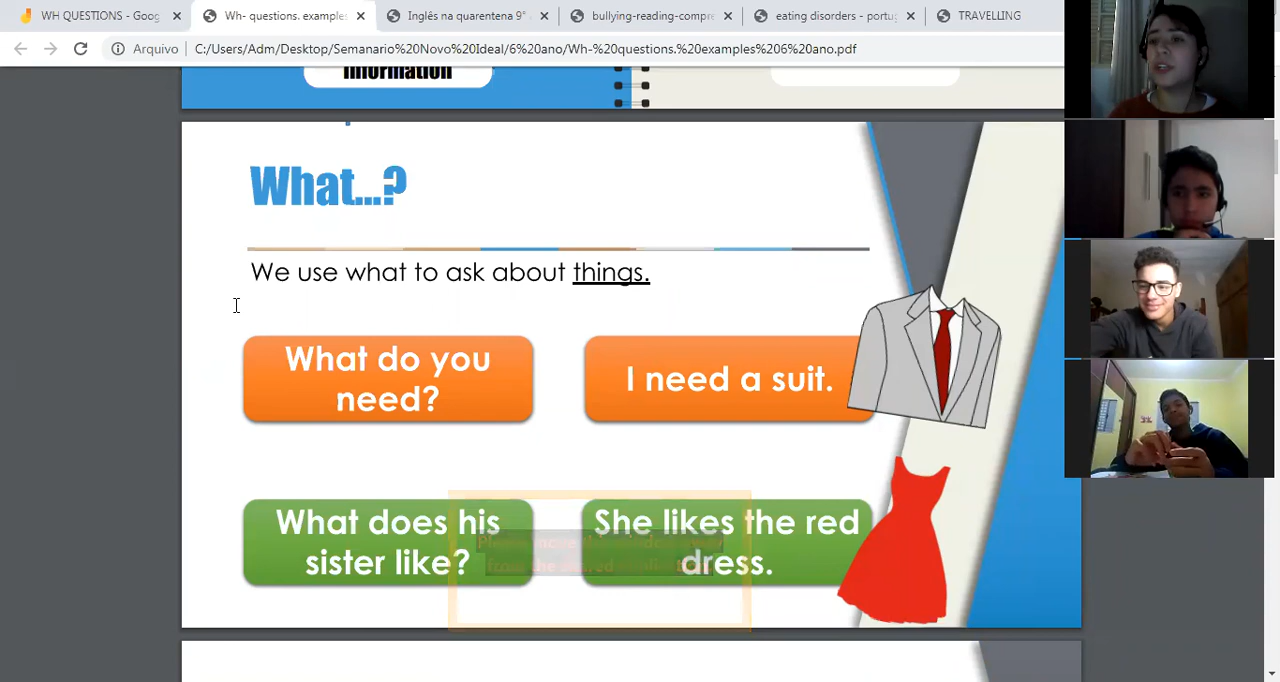 WH QUESTIONS - Goog
Wh- questions. examples
Inglês na quarentena 9°
bullying-reading-compre
eating disorders - portug
TRAVELLING
Arquivo
C:/Users/Adm/Desktop/Semanario%20Novo%20Ideal/6%20ano/Wh-%20questions.%20examples%206%20ano.pdf
Information
What...?
We use what to ask about things.
What do you
need?
I need a suit.
What does his
sister like?
She likes the red
dress.